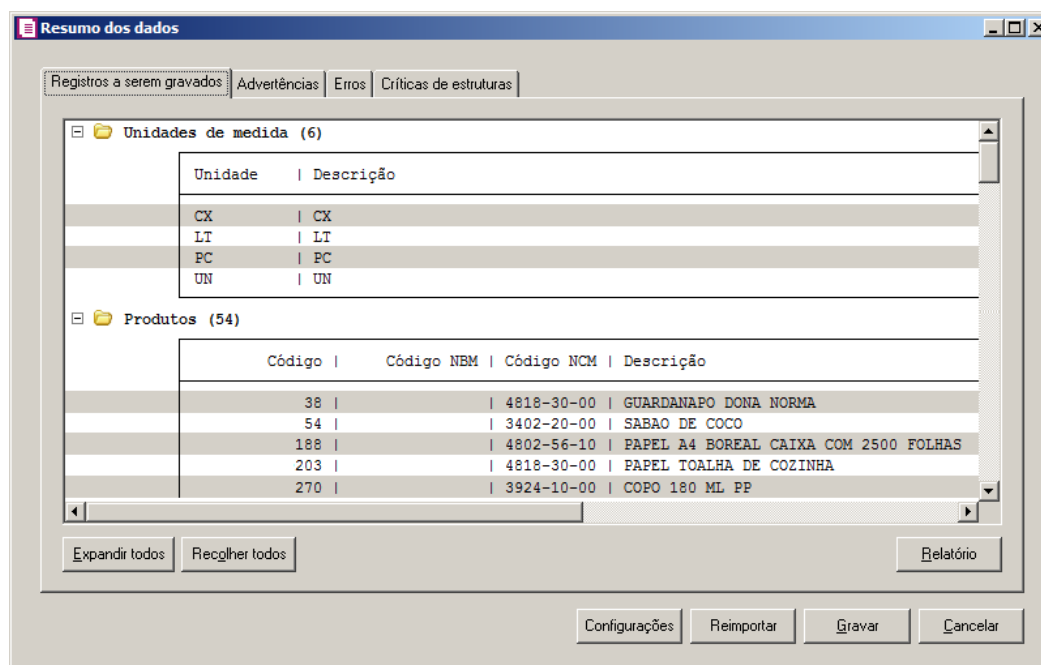 Resumo dos dados
Registros a serem gravados Advertências Erros Críticas de estruturas
Unidades de medida (6)
Unidade | Descrição
CX | CX
LT | LT
PC | PC
UN | UN
Produtos (54)
Código | Código NBM | Código NCM | Descrição
38 | | 4818-30-00 | GUARDANAPO DONA NORMA
54 | | 3402-20-00 | SABAO DE COCO
188 | | 4802-56-10 | PAPEL A4 BOREAL CAIXA COM 2500 FOLHAS
203 | | 4818-30-00 | PAPEL TOALHA DE COZINHA
270 | | 3924-10-00 | COPO 180 ML PP
Expandir todos Recolher todos Relatório
Configurações Reimportar Gravar Cancelar